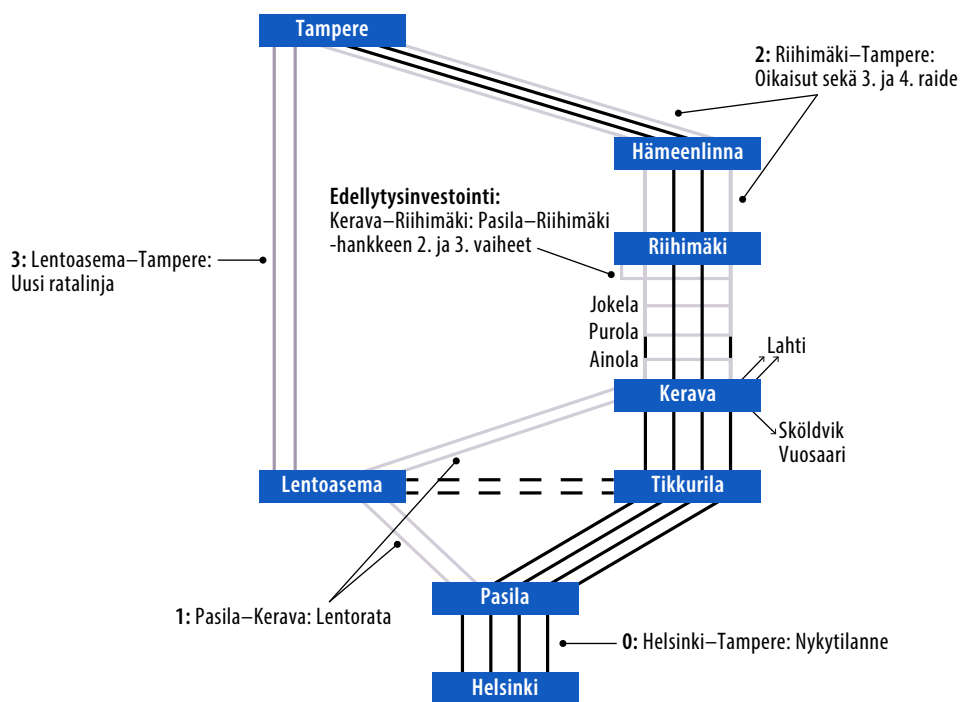 Tampere
2: Riihimäki–Tampere:
Oikaisut sekä 3. ja 4. raide
Hämeenlinna
Edellytysinvestointi:
Kerava–Riihimäki: Pasila–Riihimäki
-hankkeen 2. ja 3. vaiheet
Riihimäki
3: Lentoasema–Tampere:
Uusi ratalinja
Jokela
Purola
Ainola
Lahti
Kerava
Sköldvik
Vuosaari
Lentoasema
Tikkurila
Pasila
1: Pasila–Kerava: Lentorata
0: Helsinki–Tampere: Nykytilanne
Helsinki